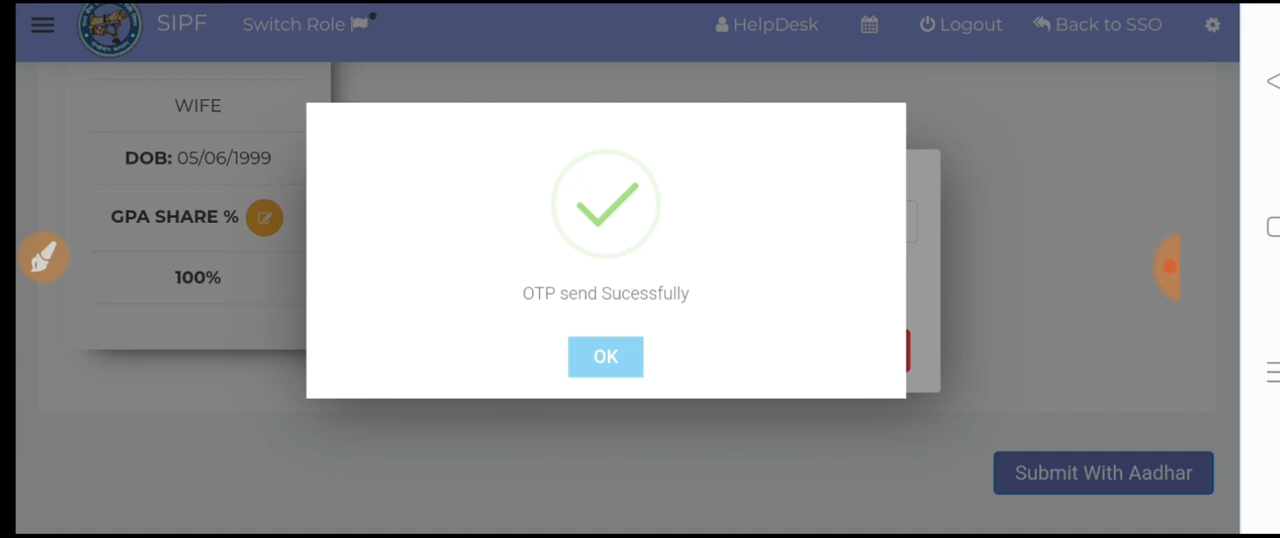 SIPF
Switch Role
HelpDesk
Logout
Back to SSO
WIFE
DOB: 05/06/1999
GPA SHARE %
100%
OTP send Sucessfully
OK
Submit With Aadhar